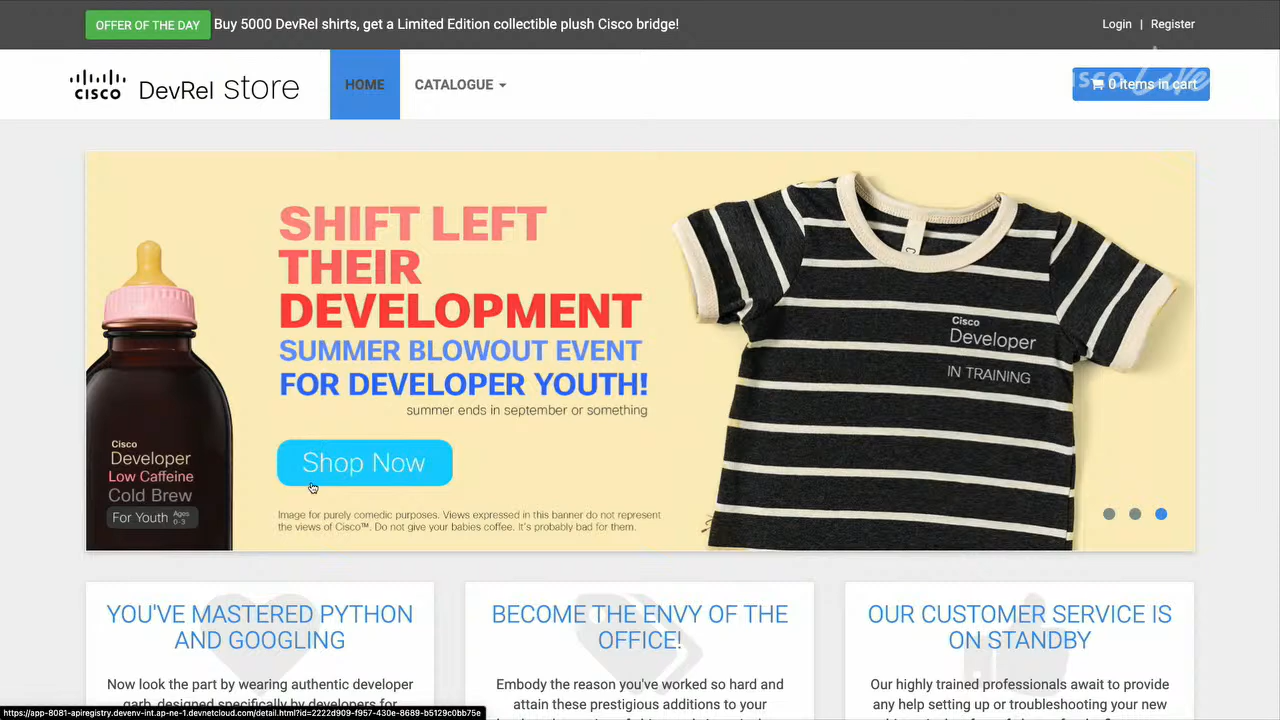 OFFER OF THE DAY Buy 5000 DevRel shirts, get a Limited Edition collectible plush Cisco bridge!
Login | Register
CISCO DevRel store
HOME
CATALOGUE
0 items in cart
SHIFT LEFT
THEIR
DEVELOPMENT
SUMMER BLOWOUT EVENT
FOR DEVELOPER YOUTH!
summer ends in september or something
Shop Now
Image for purely comedic purposes. Views expressed in this banner do not represent
the views of Cisco™. Do not give your babies coffee. It's probably bad for them.
Cisco
Developer
Low Caffeine
Cold Brew
For Youth Ages 0-3
Cisco
Developer
IN TRAINING
YOU'VE MASTERED PYTHON
AND GOOGLING
Now look the part by wearing authentic developer
garb, designed specifically by developers for
BECOME THE ENVY OF THE
OFFICE!
Embody the reason you've worked so hard and
attain these prestigious additions to your
OUR CUSTOMER SERVICE IS
ON STANDBY
Our highly trained professionals await to provide
any help setting up or troubleshooting your new
https://app-8081-apiregistry.devenv-int.ap-ne-1.devnetcloud.com/detail.html?id=2222d909-f957-430e-8689-b5129c0bb75e